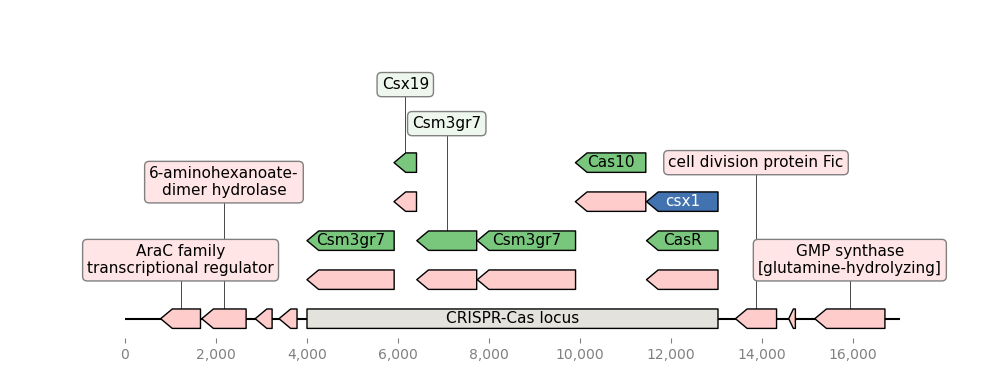 Csx19
Csm3gr7
Cas10
cell division protein Fic
6-aminohexanoate-
dimer hydrolase
csx1
Csm3gr7
Csm3gr7
CasR
AraC family
transcriptional regulator
GMP synthase
[glutamine-hydrolyzing]
CRISPR-Cas locus
0
2,000
4,000
6,000
8,000
10,000
12,000
14,000
16,000